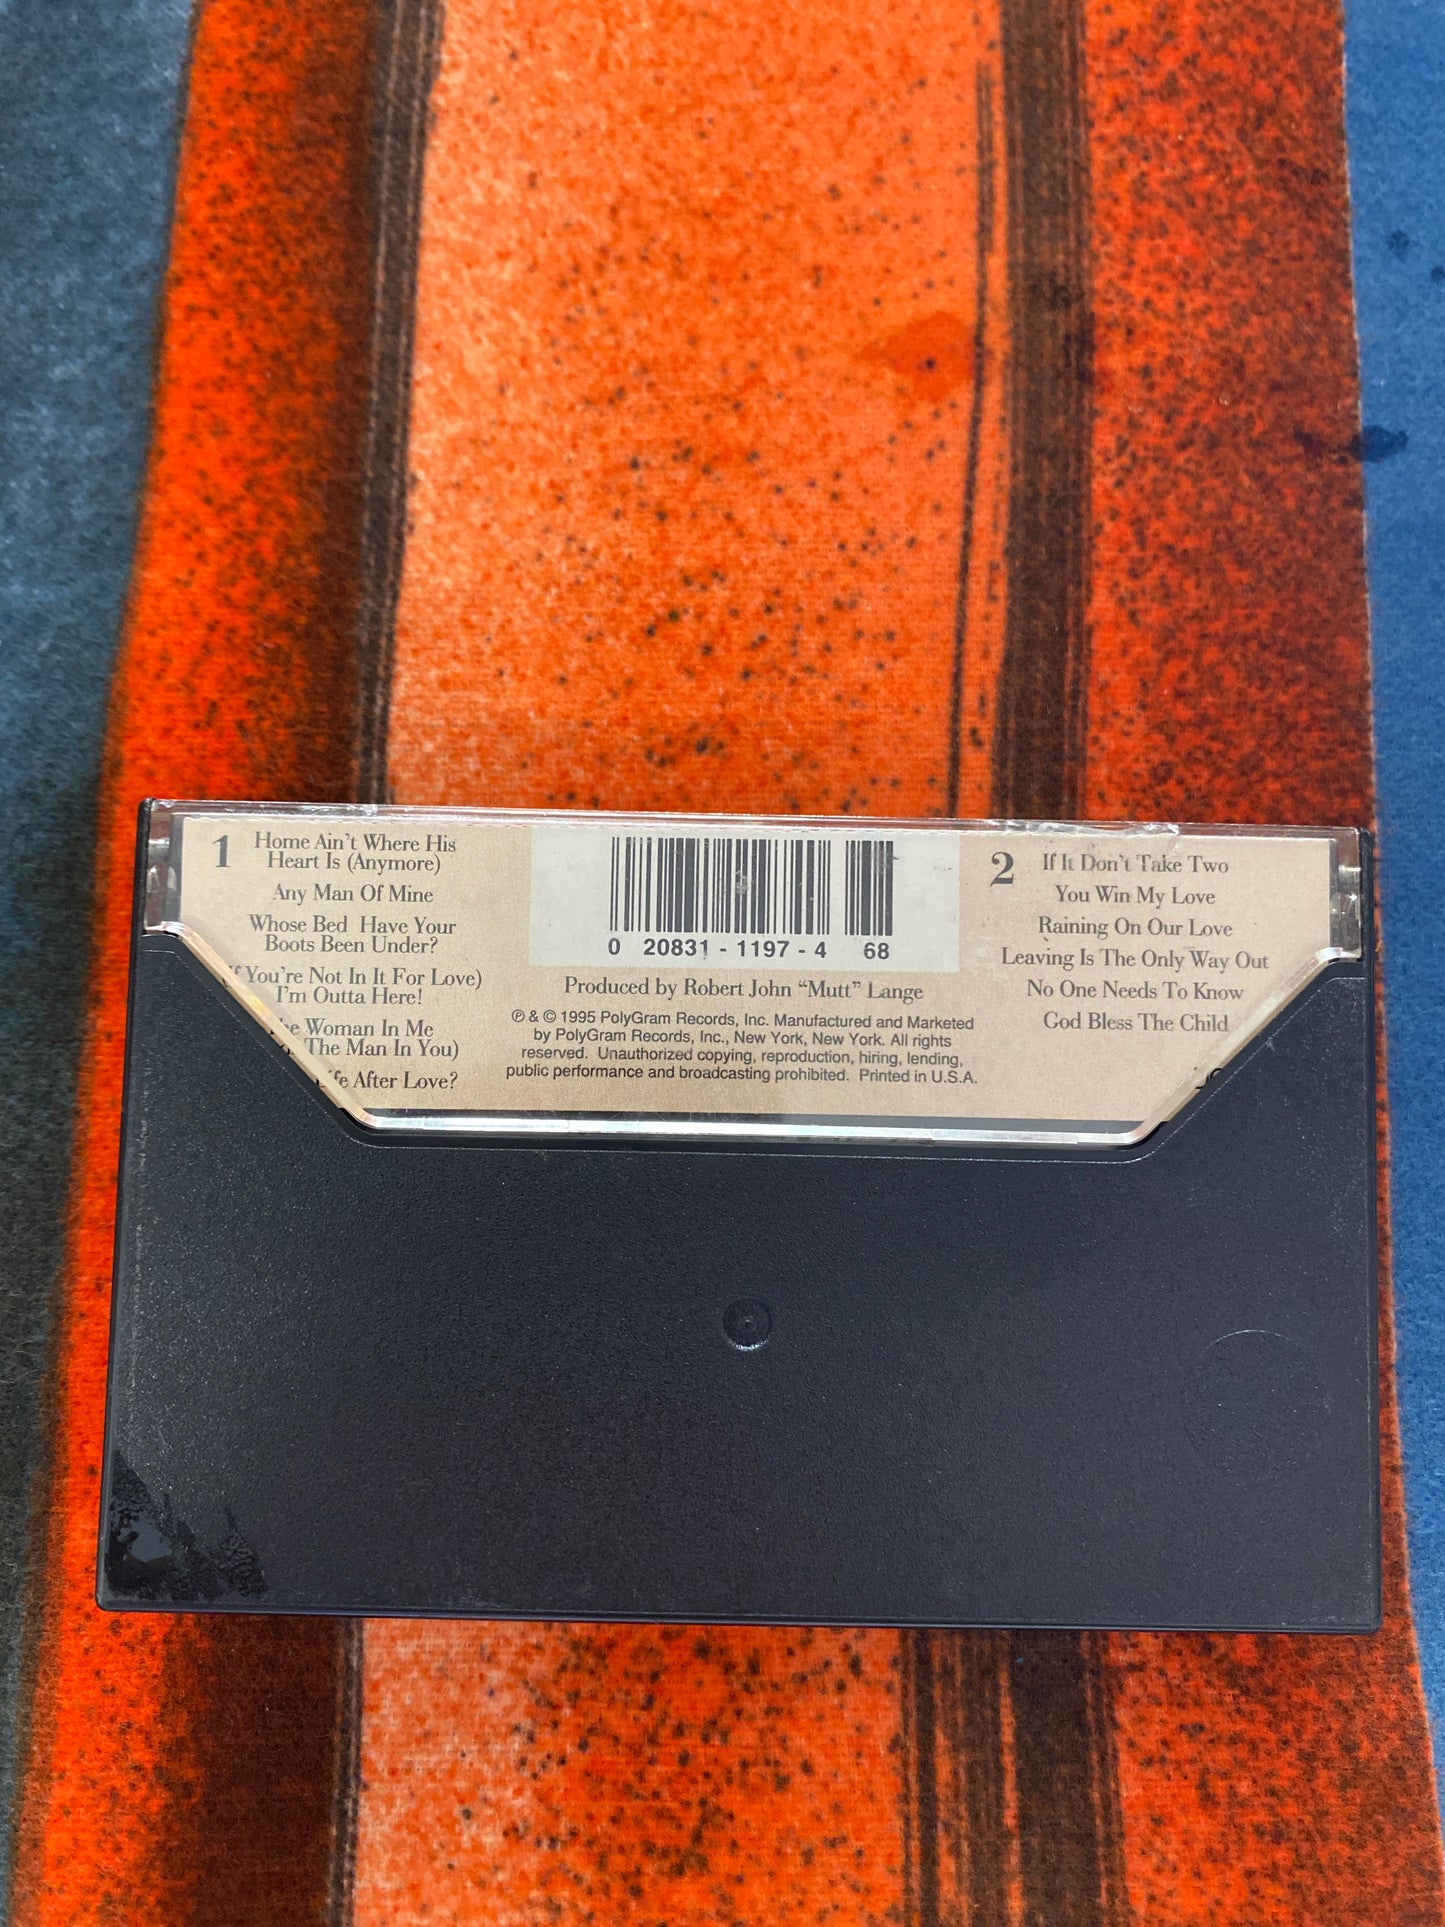 1
Home Ain't Where His
Heart Is (Anymore)
Any Man Of Mine
Whose Bed Have Your
Boots Been Under?
If You're Not In It For Love)
I'm Outta Here!
The Woman In Me
The Man In You)
Life After Love?
0 20831-1197-4 68
Produced by Robert John “Mutt” Lange
℗ & © 1995 PolyGram Records, Inc. Manufactured and Marketed
by PolyGram Records, Inc., New York, New York. All rights
reserved. Unauthorized copying, reproduction, hiring, lending,
public performance and broadcasting prohibited. Printed in U.S.A.
2
If It Don't Take Two
You Win My Love
Raining On Our Love
Leaving Is The Only Way Out
No One Needs To Know
God Bless The Child